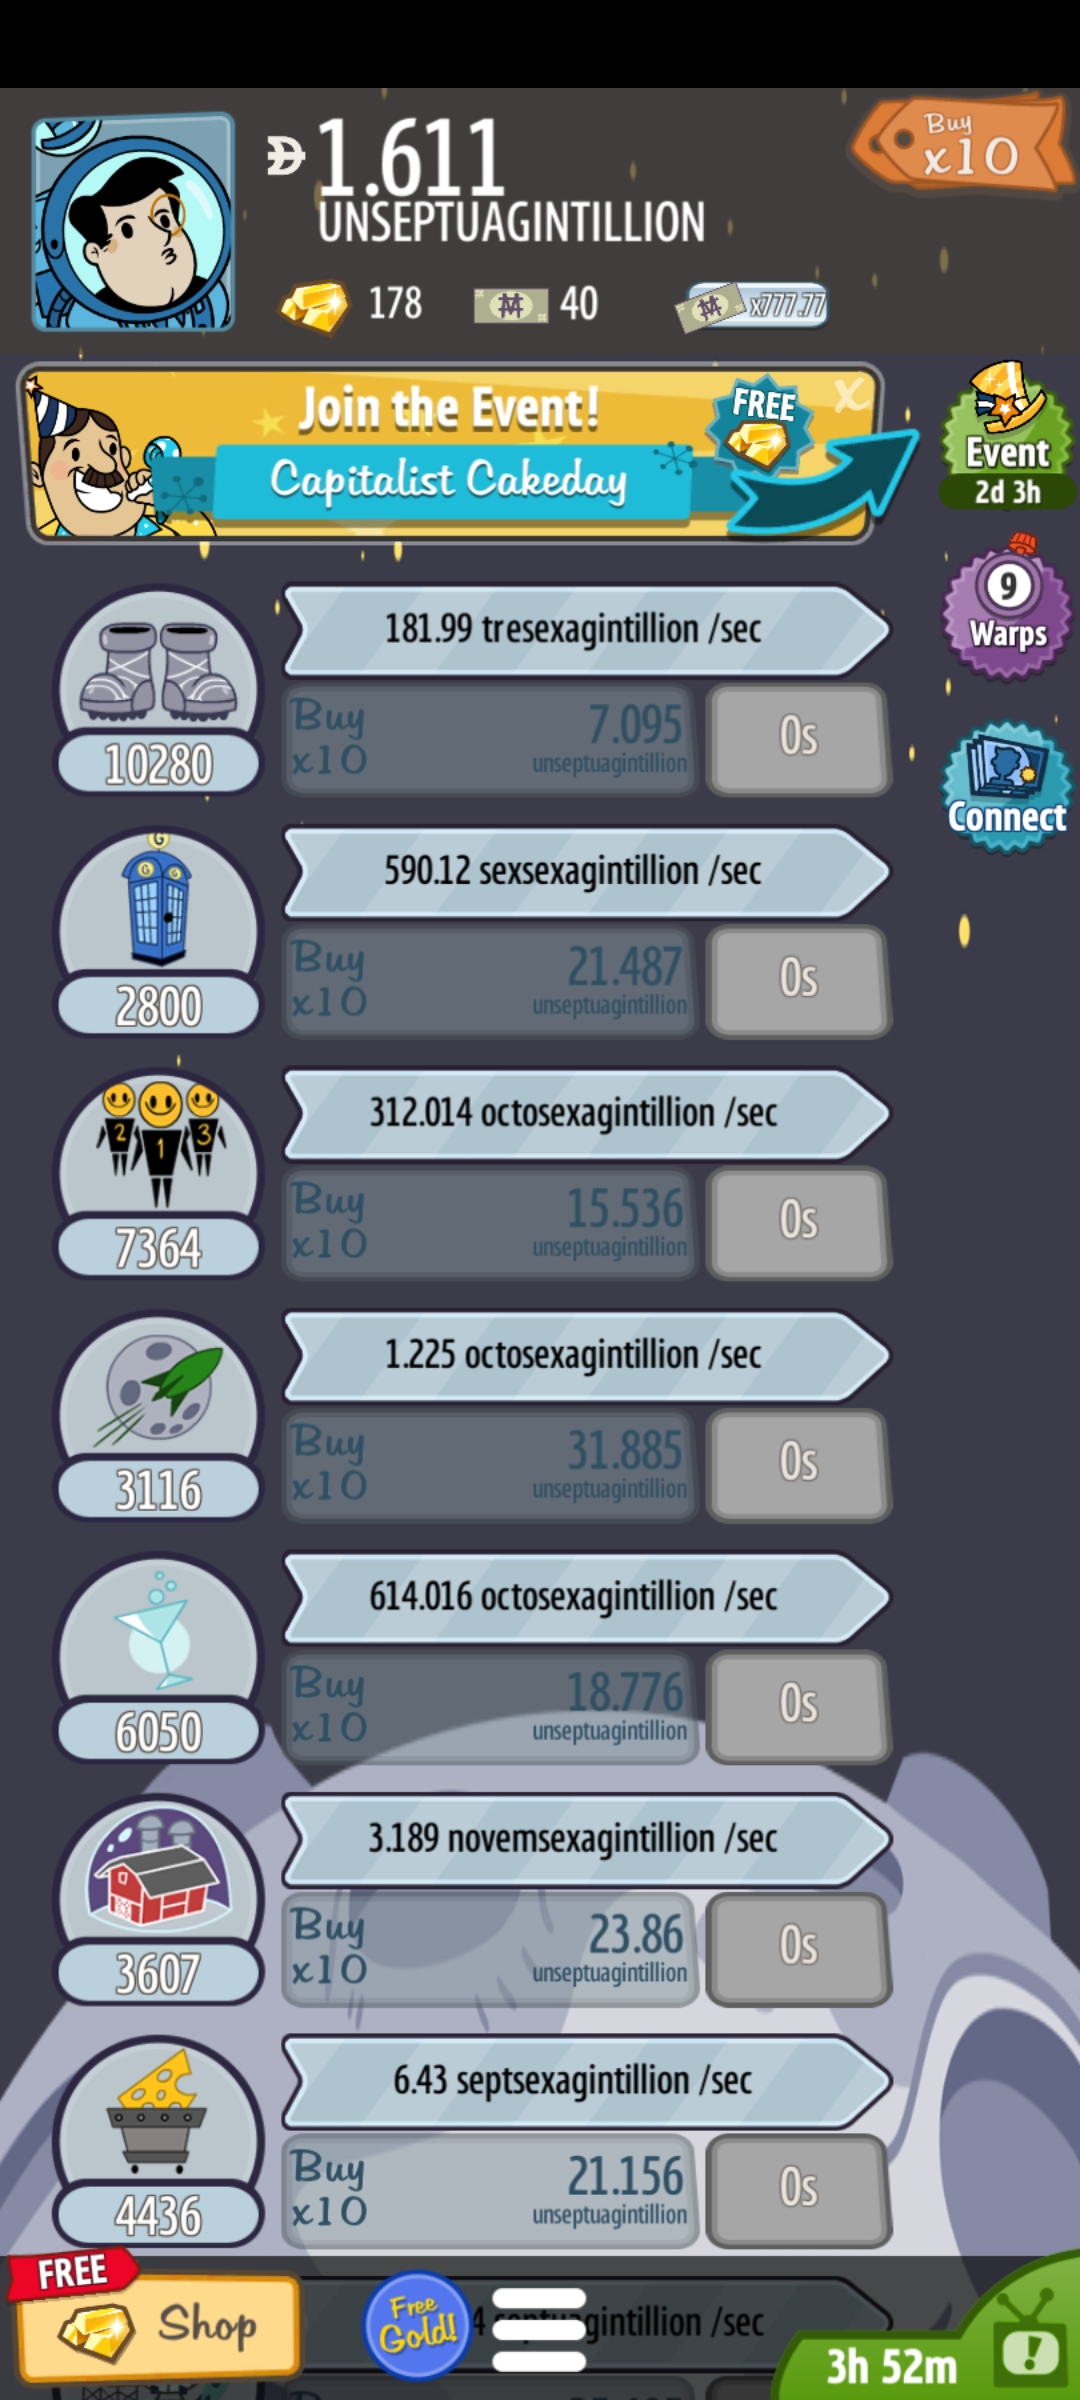 1.611
UNSEPTUAGINTILLION
Buy
x10
178
40
x777.77
Join the Event!
Capitalist Cakeday
FREE
x
Event
2d 3h
9
Warps
Connect
181.99 tresexagintillion /sec
Buy
x10
7.095
unseptuagintillion
0s
10280
590.12 sexsexagintillion /sec
Buy
x10
21.487
unseptuagintillion
0s
G
G G
2800
312.014 octosexagintillion /sec
Buy
x10
15.536
unseptuagintillion
0s
2 1 3
7364
1.225 octosexagintillion /sec
Buy
x10
31.885
unseptuagintillion
0s
3116
614.016 octosexagintillion /sec
Buy
x10
18.776
unseptuagintillion
0s
6050
3.189 novemsexagintillion /sec
Buy
x10
23.86
unseptuagintillion
0s
3607
6.43 septsexagintillion /sec
Buy
x10
21.156
unseptuagintillion
0s
4436
FREE
Shop
Free
Gold!
/sec
3h 52m
!